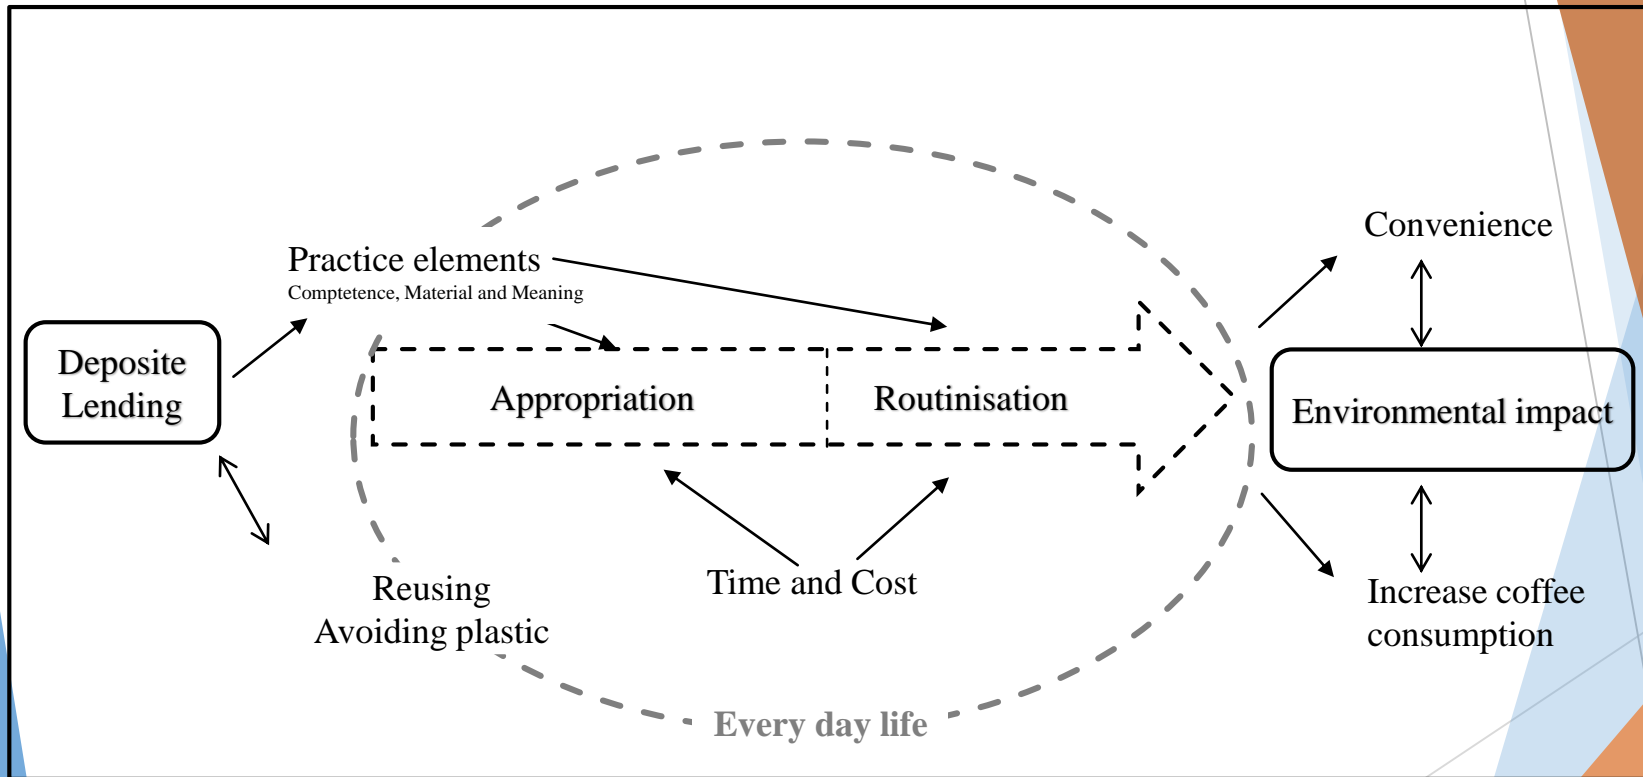 Convenience
Practice elements
Comptetence, Material and Meaning
Deposite
Lending
Appropriation
Routinisation
Environmental impact
Reusing
Avoiding plastic
Time and Cost
Increase coffee
consumption
Every day life